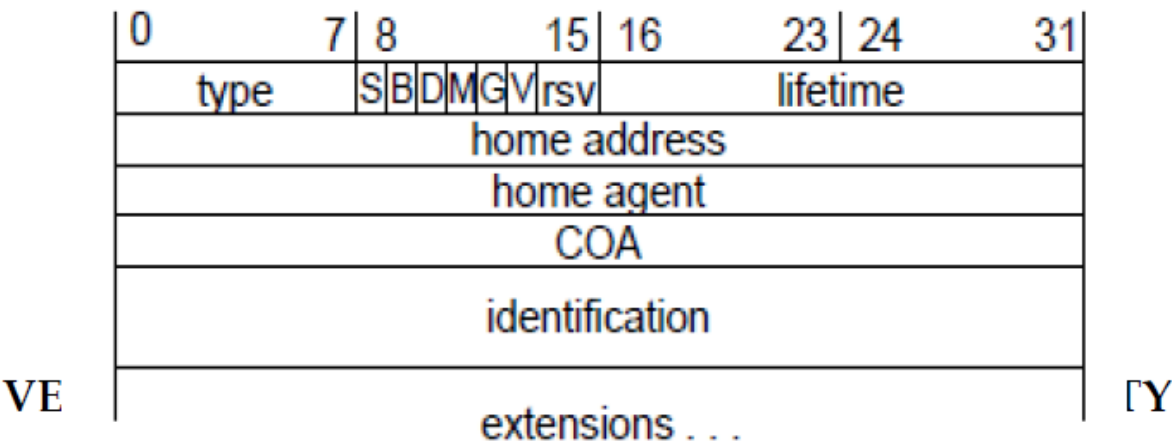 0 7 8 15 16 23 24 31
type S B D M G V rsv lifetime
home address
home agent
COA
identification
VE TY
extensions . . .